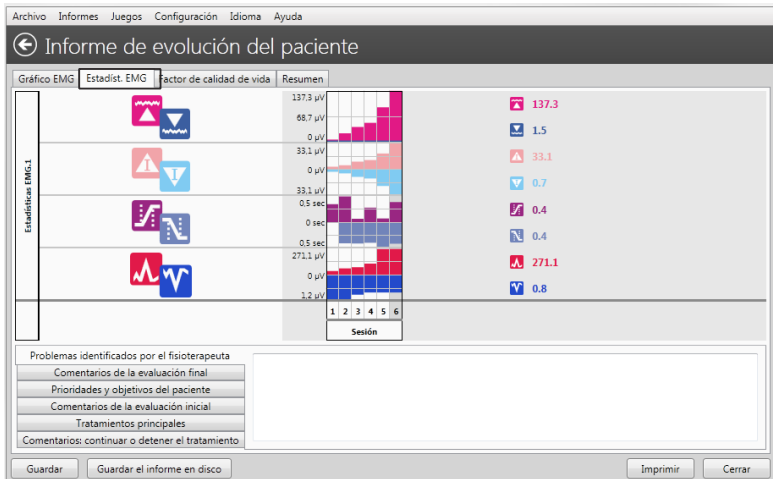 Archivo Informes Juegos Configuración Idioma Ayuda
Informe de evolución del paciente
Gráfico EMG Estadíst. EMG Factor de calidad de vida Resumen
Estadísticas EMG.1
137.3 µV
68,7 µV
0 µV
33.1 µV
0 µV
33.1 µV
0,5 sec
0 sec
0.5 sec
271.1 µV
0 µV
1.2 µV
1 2 3 4 5 6
Sesión
137.3
1.5
33.1
0.7
0.4
0.4
271.1
0.8
Problemas identificados por el fisioterapeuta
Comentarios de la evaluación final
Prioridades y objetivos del paciente
Comentarios de la evaluación inicial
Tratamientos principales
Comentarios: continuar o detener el tratamiento
Guardar Guardar el informe en disco Imprimir Cerrar